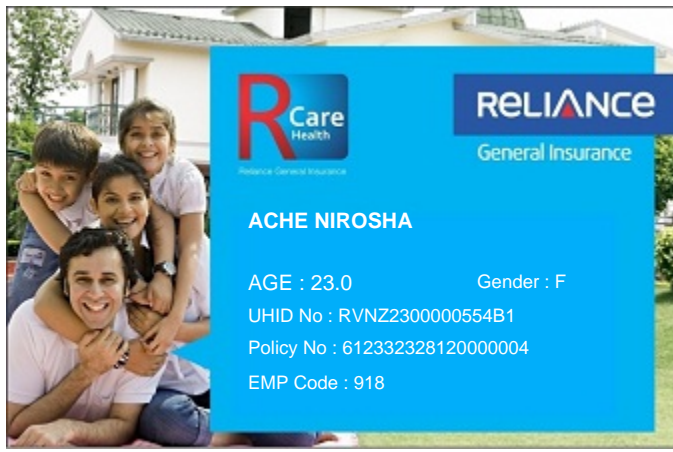 R Care
Health
Reliance General Insurance
RELIANCE
General Insurance
ACHE NIROSHA
AGE : 23.0 Gender : F
UHID No : RVNZ2300000554B1
Policy No : 612332328120000004
EMP Code : 918